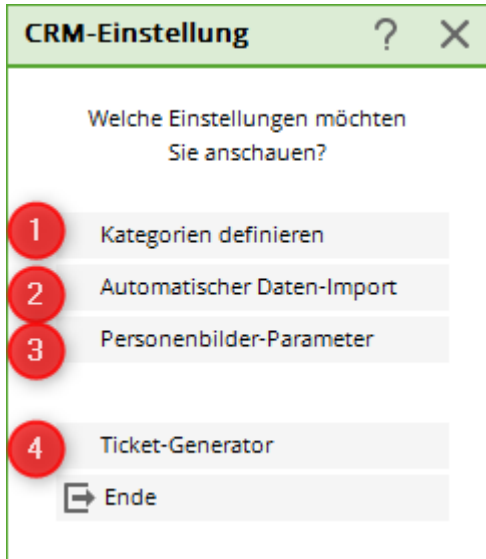 CRM-Einstellung ?
Welche Einstellungen möchten
Sie anschauen?
1 Kategorien definieren
2 Automatischer Daten-Import
3 Personenbilder-Parameter
4 Ticket-Generator
Ende